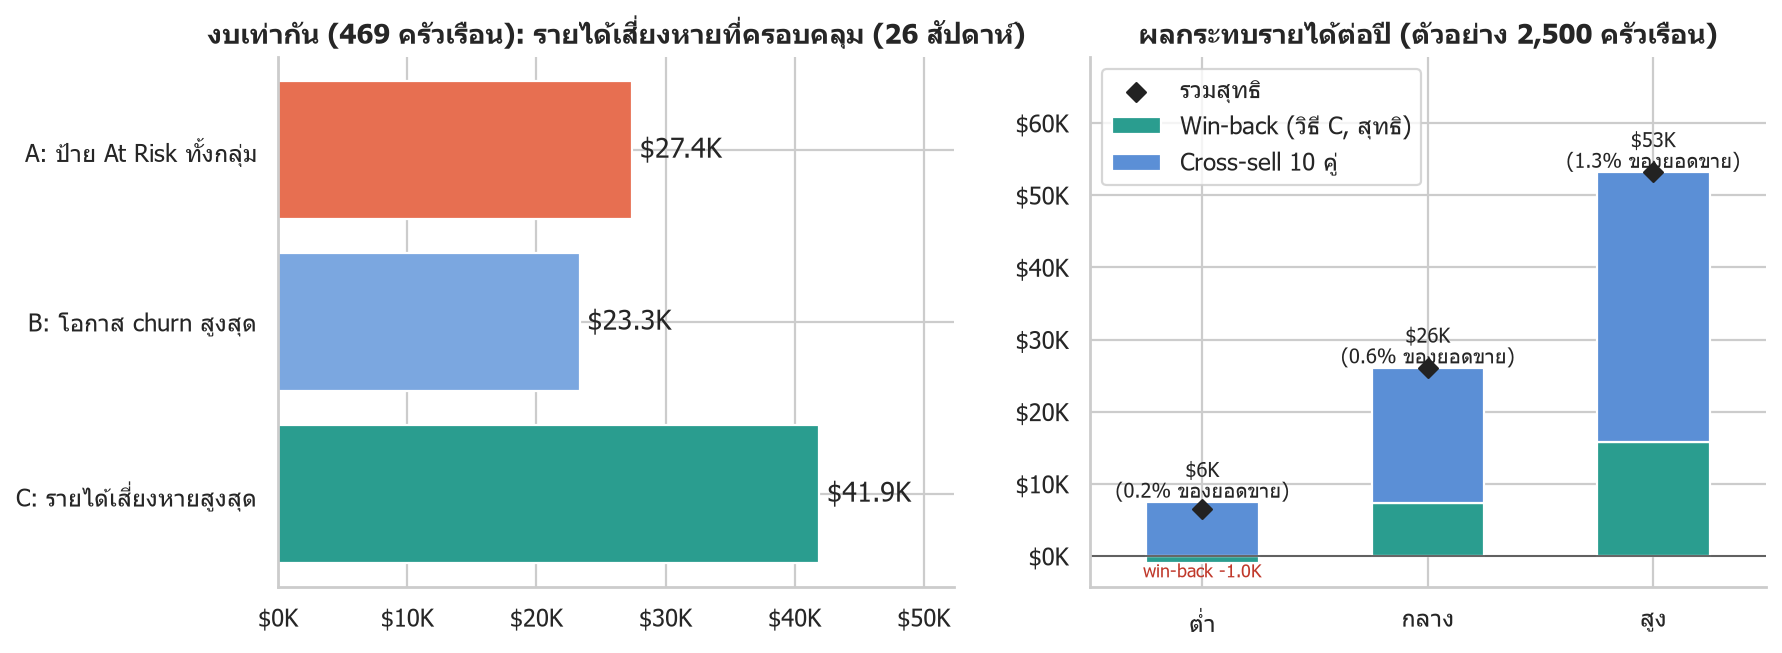 งบเท่ากัน (469 ครัวเรือน): รายได้เสี่ยงหายที่ครอบคลุม (26 สัปดาห์)
A: ป้าย At Risk ทั้งกลุ่ม
$27.4K
B: โอกาส churn สูงสุด
$23.3K
C: รายได้เสี่ยงหายสูงสุด
$41.9K
$0K
$10K
$20K
$30K
$40K
$50K
ผลกระทบรายได้ต่อปี (ตัวอย่าง 2,500 ครัวเรือน)
รวมสุทธิ
Win-back (วิธี C, สุทธิ)
Cross-sell 10 คู่
$60K
$50K
$40K
$30K
$20K
$10K
$0K
$6K
(0.2% ของยอดขาย)
win-back -1.0K
$26K
(0.6% ของยอดขาย)
$53K
(1.3% ของยอดขาย)
ต่ำ
กลาง
สูง